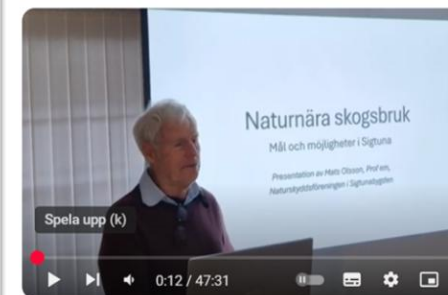 Naturnära skogsbruk
Mål och möjligheter i Sigtuna
Presentation av Mats Olsson, Prof em,
Naturskyddsföreningen i Sigtunabygden
Spela upp (k)
0:12 / 47:31